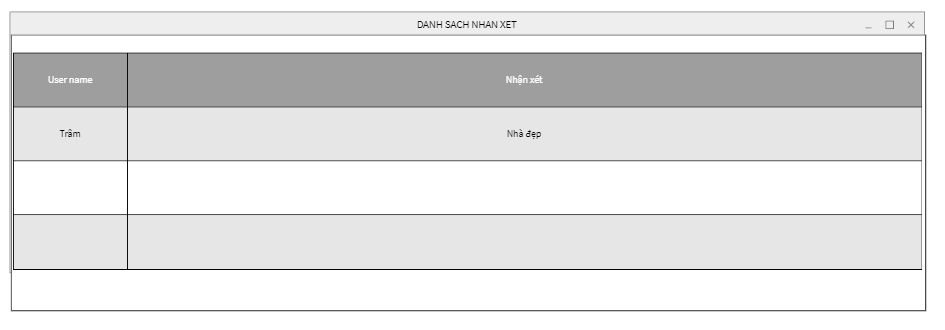 DANH SACH NHAN XET
User name
Nhận xét
Trâm
Nhà đẹp